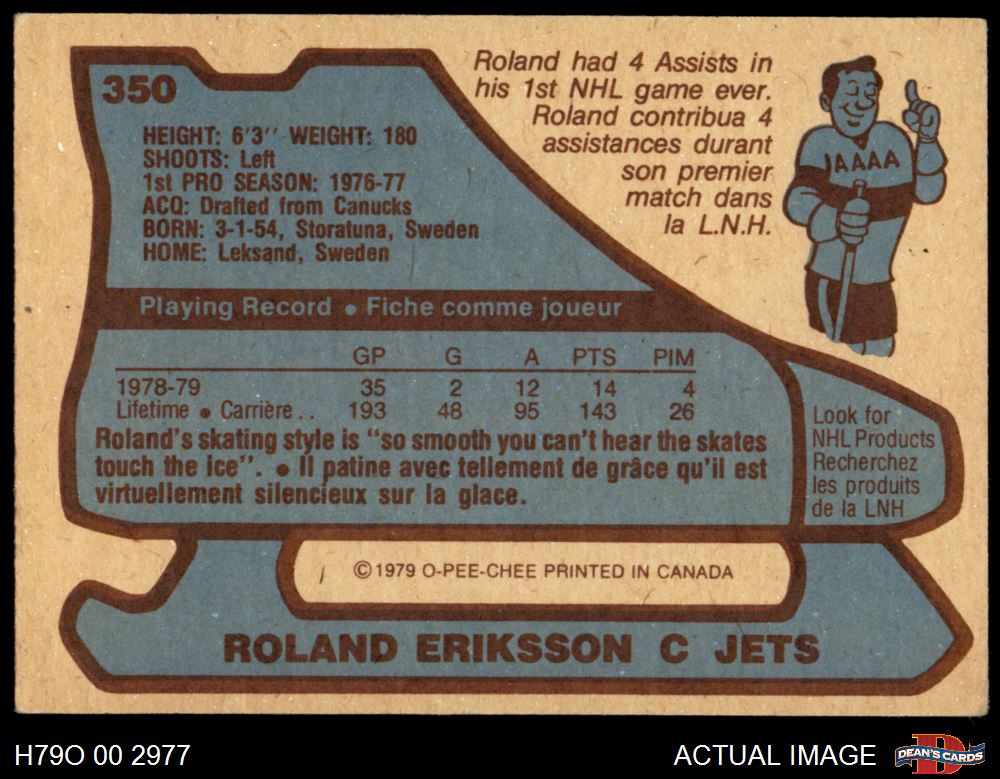 350
HEIGHT: 6'3'' WEIGHT: 180
SHOOTS: Left
1st PRO SEASON: 1976-77
ACQ: Drafted from Canucks
BORN: 3-1-54, Storatuna, Sweden
HOME: Leksand, Sweden
Roland had 4 Assists in
his 1st NHL game ever.
Roland contribua 4
assistances durant
son premier
match dans
la L.N.H.
JAAAA
Playing Record • Fiche comme joueur
GP G A PTS PIM
1978-79 35 2 12 14 4
Lifetime • Carrière . . 193 48 95 143 26
Roland's skating style is "so smooth you can't hear the skates
touch the ice". • Il patine avec tellement de grâce qu'il est
virtuellement silencieux sur la glace.
Look for
NHL Products
Recherchez
les produits
de la LNH
© 1979 O-PEE-CHEE PRINTED IN CANADA
ROLAND ERIKSSON C JETS
H79O 00 2977
ACTUAL IMAGE
DEAN'S CARDS